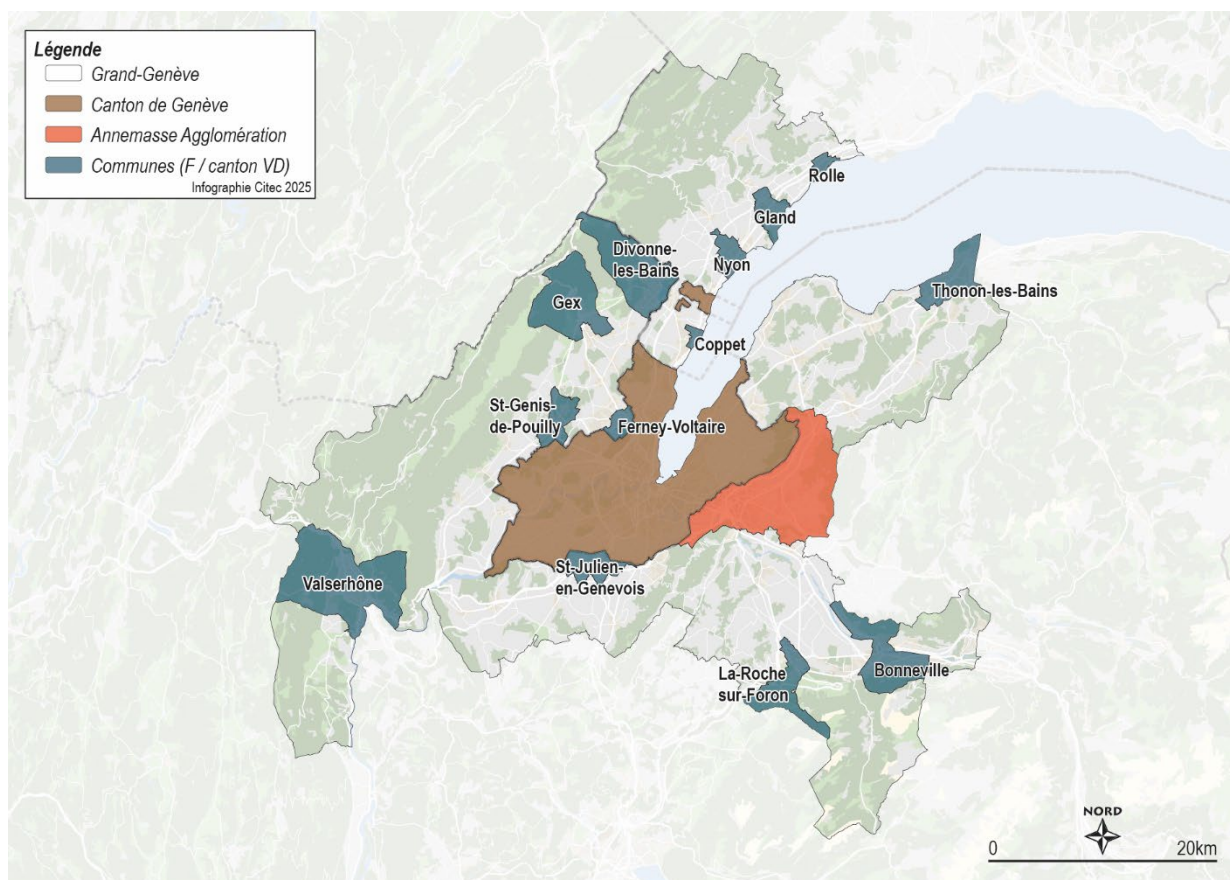 Légende
Grand-Genève
Canton de Genève
Annemasse Agglomération
Communes (F / canton VD)
Infographie Citec 2025
Rolle
Gland
Divonne-
les-Bains
Nyon
Thonon-les-Bains
Gex
Coppet
St-Genis-
de-Pouilly
Ferney-Voltaire
St-Julien-
en-Genevois
Valserhône
La-Roche
sur-Foron
Bonneville
NORD
0 20km